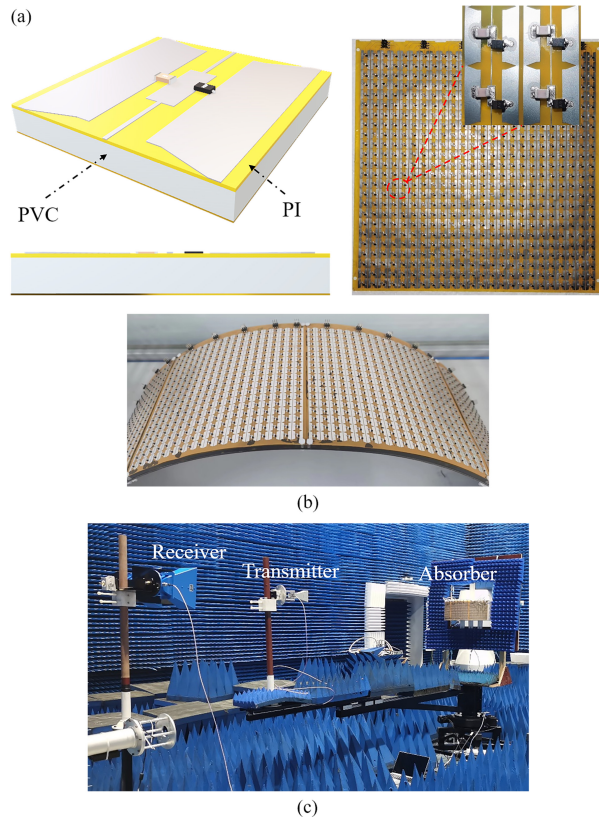 (a)
PVC
PI
(b)
Receiver
Transmitter
Absorber
(c)